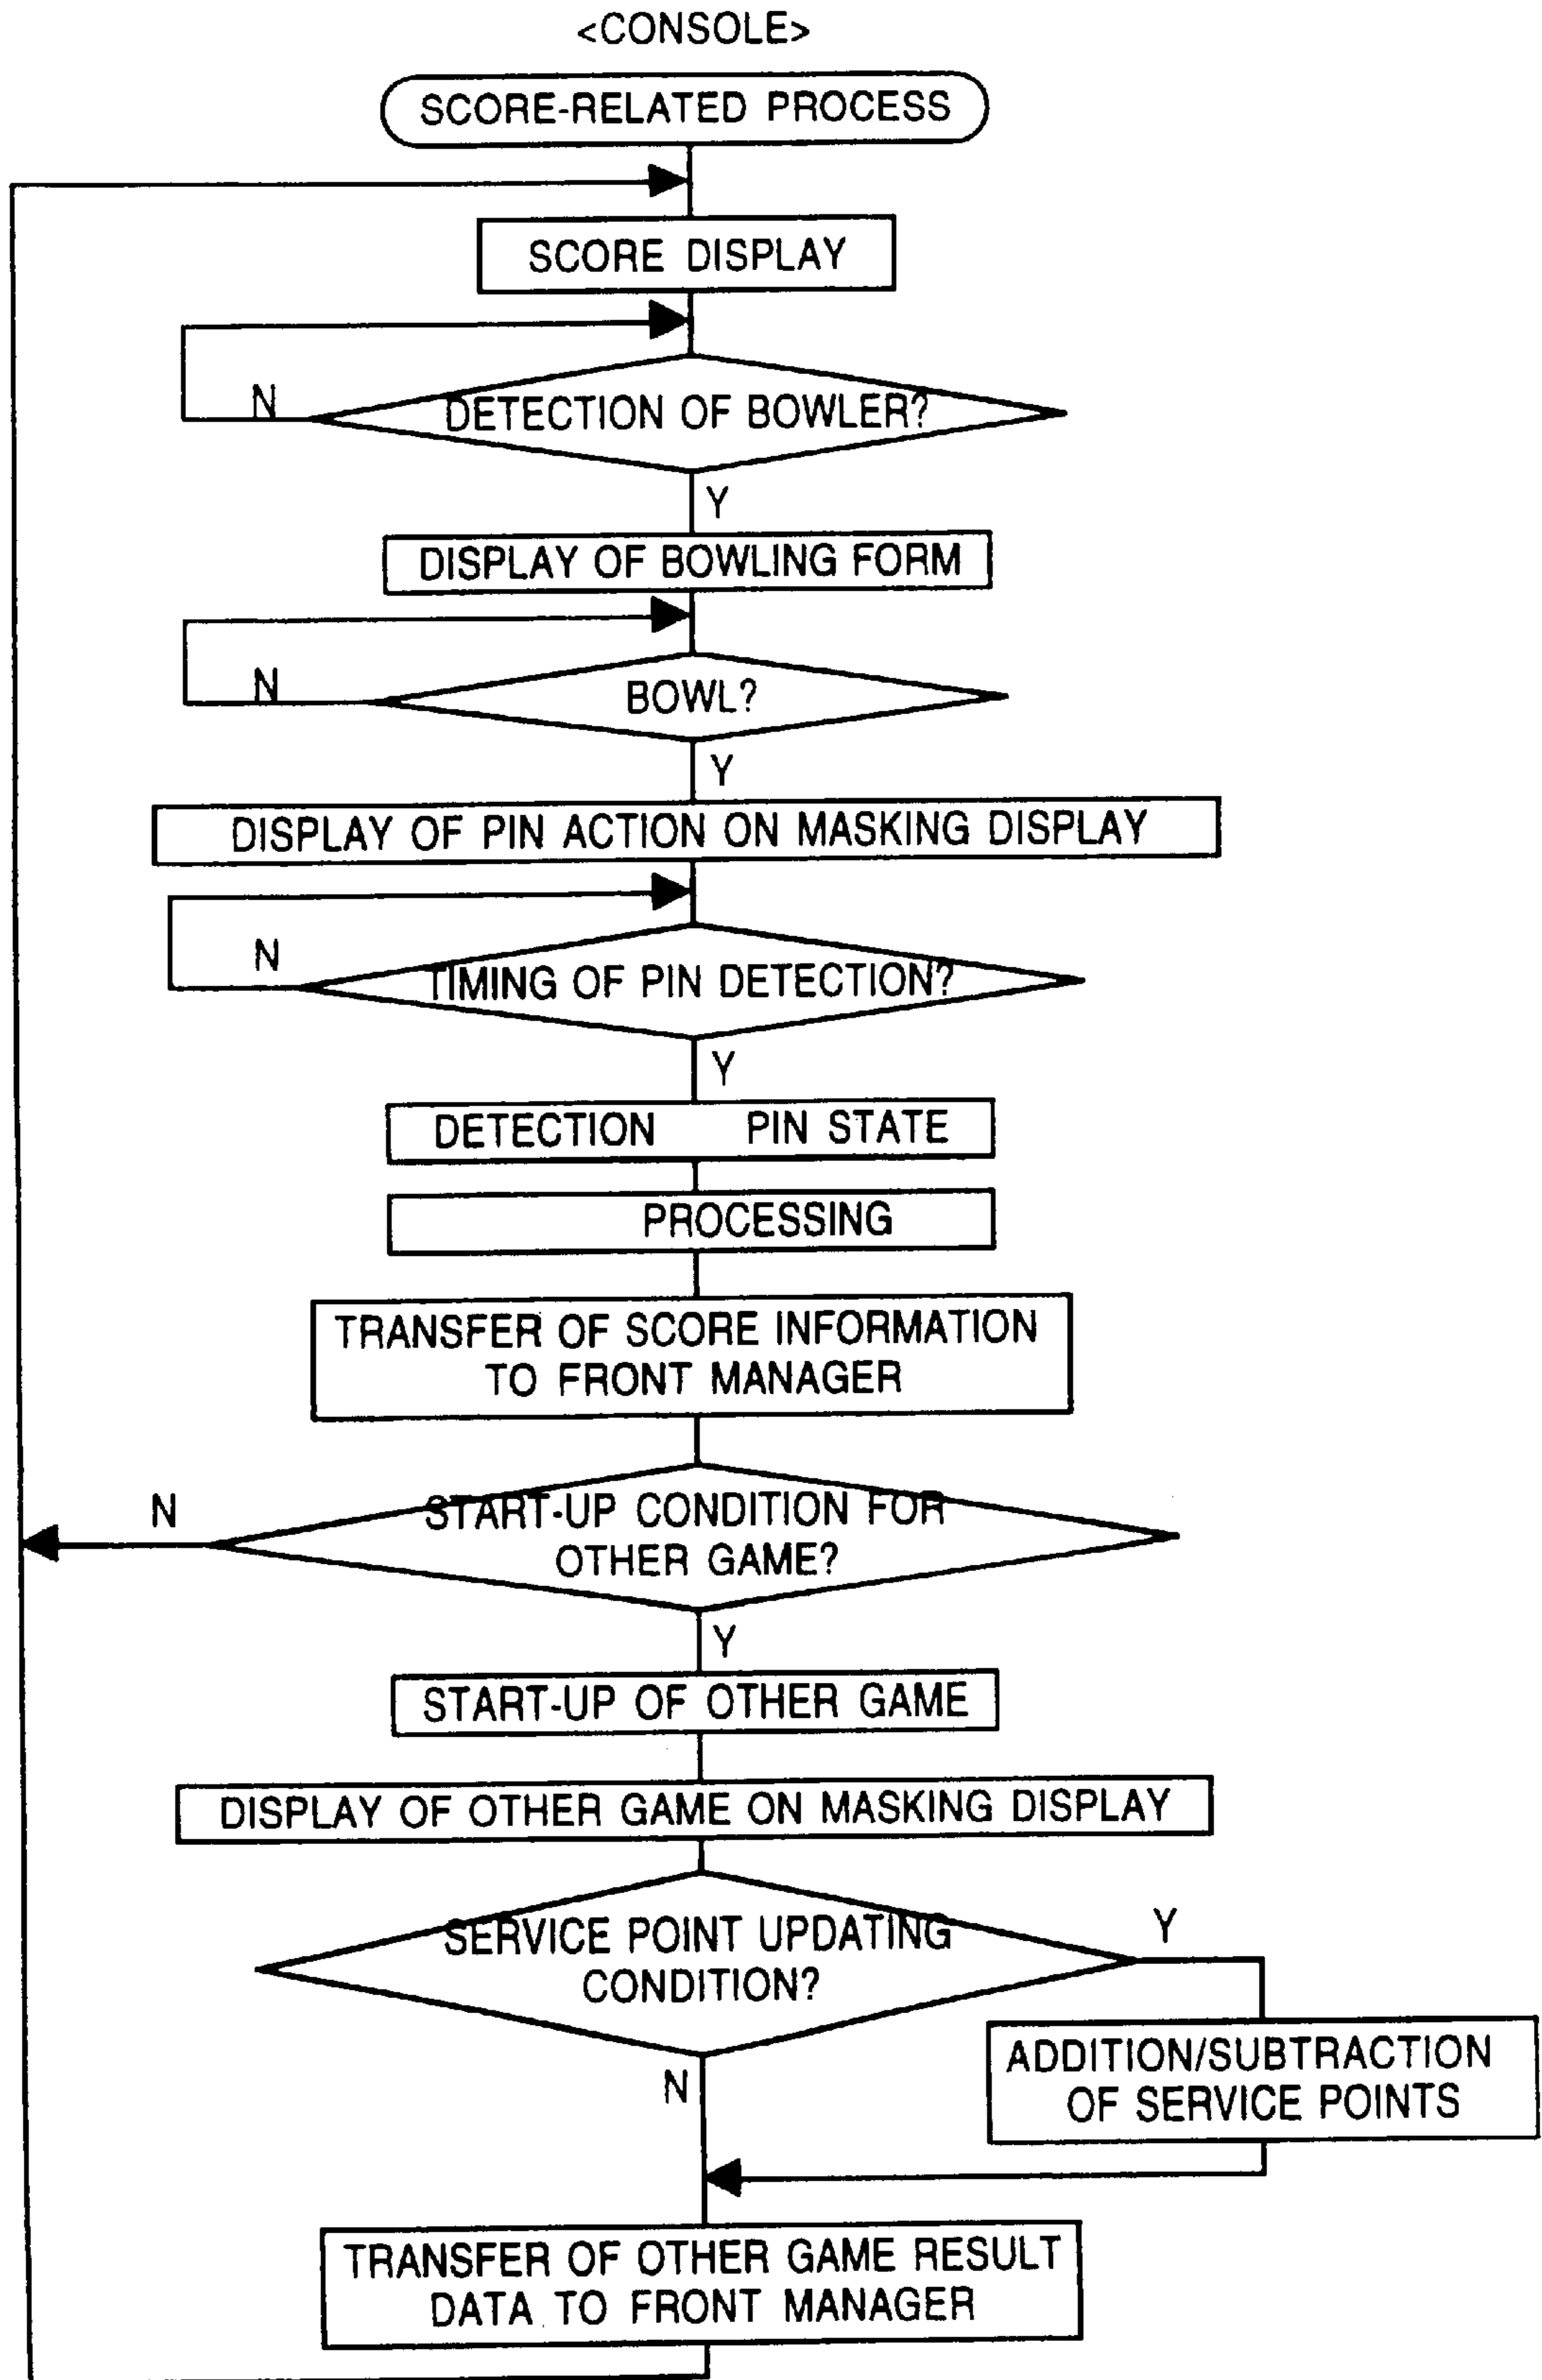 <CONSOLE>
SCORE-RELATED PROCESS
SCORE DISPLAY
N
DETECTION OF BOWLER?
Y
DISPLAY OF BOWLING FORM
N
BOWL?
Y
DISPLAY OF PIN ACTION ON MASKING DISPLAY
N
TIMING OF PIN DETECTION?
Y
DETECTION PIN STATE
PROCESSING
TRANSFER OF SCORE INFORMATION
TO FRONT MANAGER
N
START-UP CONDITION FOR
OTHER GAME?
Y
START-UP OF OTHER GAME
DISPLAY OF OTHER GAME ON MASKING DISPLAY
SERVICE POINT UPDATING
CONDITION?
Y
ADDITION/SUBTRACTION
OF SERVICE POINTS
N
TRANSFER OF OTHER GAME RESULT
DATA TO FRONT MANAGER